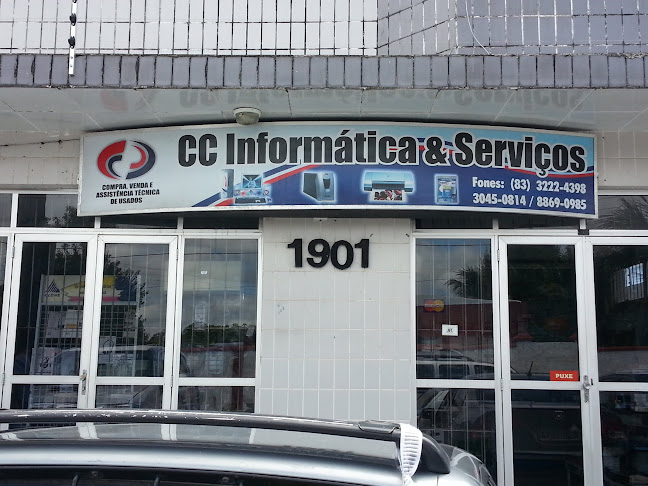 CC Informática & Serviços
COMPRA, VENDA E
ASSISTÊNCIA TÉCNICA
DE USADOS
Fones: (83) 3222-4398
3045-0814 / 8869-0985
1901
PUXE